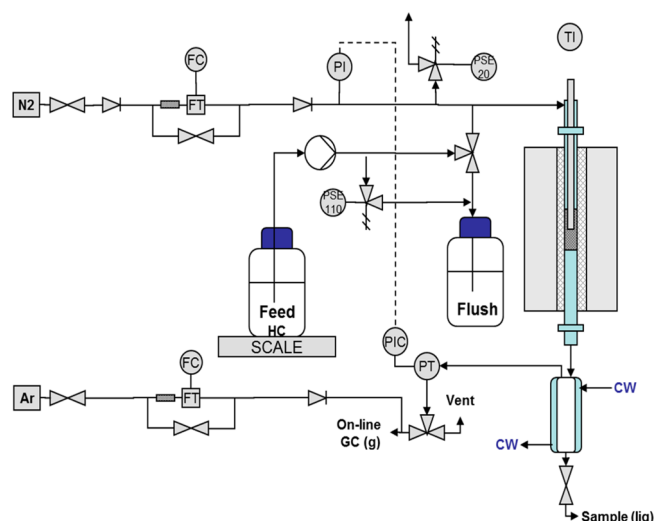 TI
FC
PI
PSE
20
N2
FT
PSE
110
Feed
HC
Flush
SCALE
PIC
PT
FC
CW
Ar
FT
Vent
On-line
GC (g)
CW
Sample (liq)